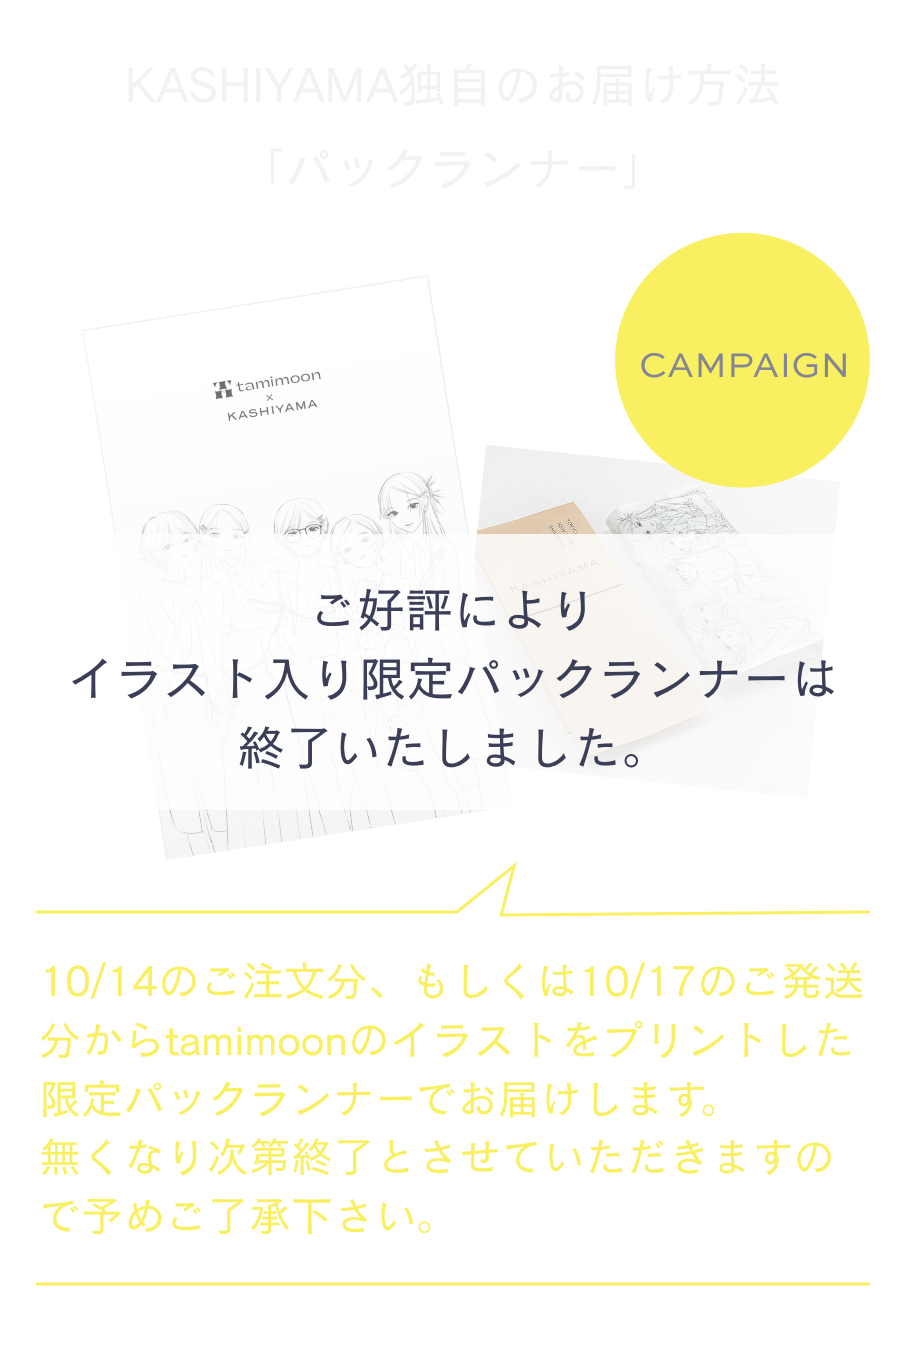 KASHIYAMA独自のお届け方法
「パックランナー」
CAMPAIGN
tamimoon
×
KASHIYAMA
KASHIYAMA
ご好評により
イラスト入り限定パックランナーは
終了いたしました。
10/14のご注文分、もしくは10/17のご発送
分からtamimoonのイラストをプリントした
限定パックランナーでお届けします。
無くなり次第終了とさせていただきますの
で予めご了承下さい。